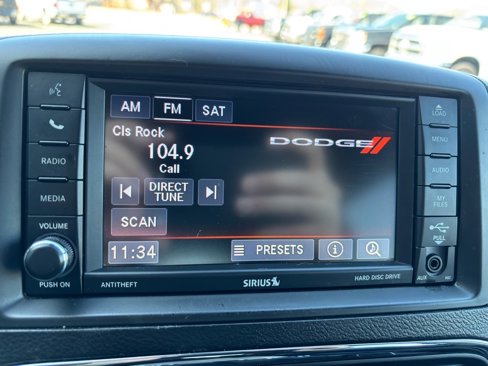 AM FM SAT
Cls Rock
104.9
Call
DIRECT
TUNE
SCAN
11:34 PRESETS
DODGE
RADIO
MEDIA
VOLUME
PUSH ON
LOAD
MENU
AUDIO
MY
FILES
PULL
AUX
ANTITHEFT
SIRIUS
HARD DISC DRIVE